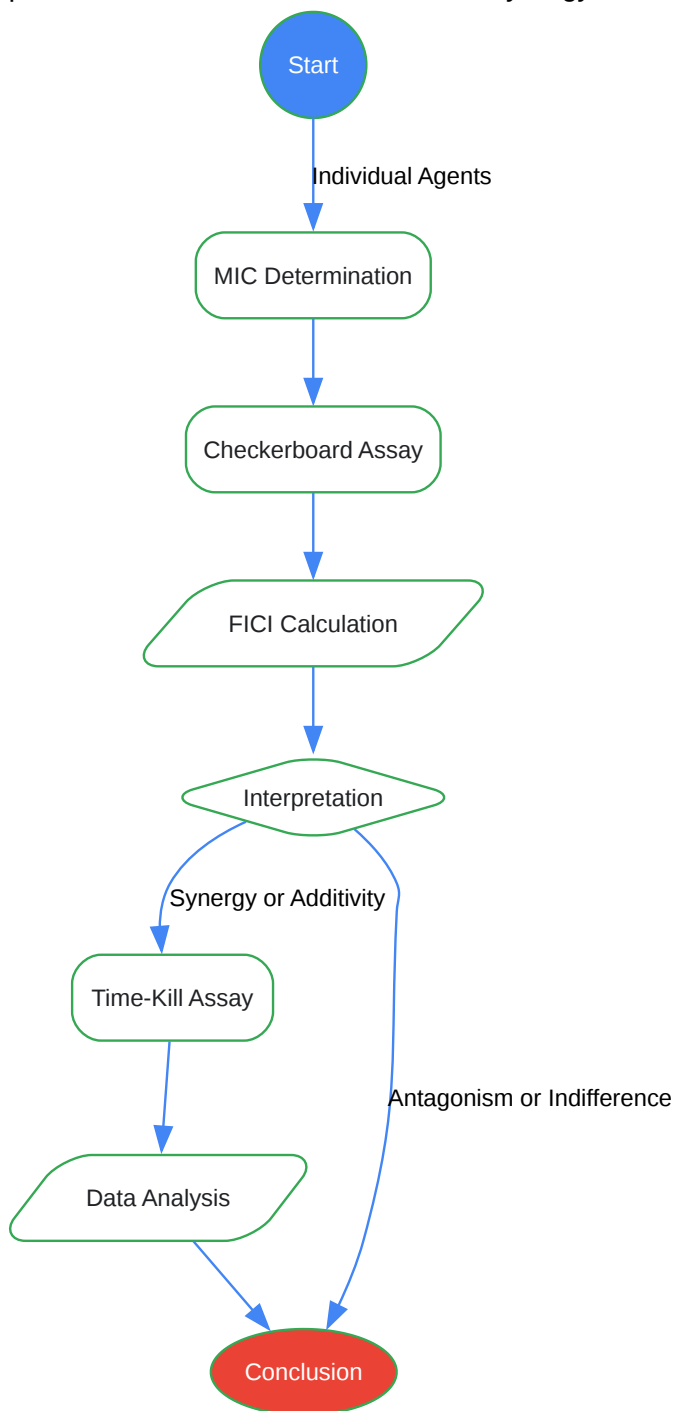 Start
Individual Agents
MIC Determination
Checkerboard Assay
FICI Calculation
Interpretation
Synergy or Additivity
Time-Kill Assay
Antagonism or Indifference
Data Analysis
Conclusion